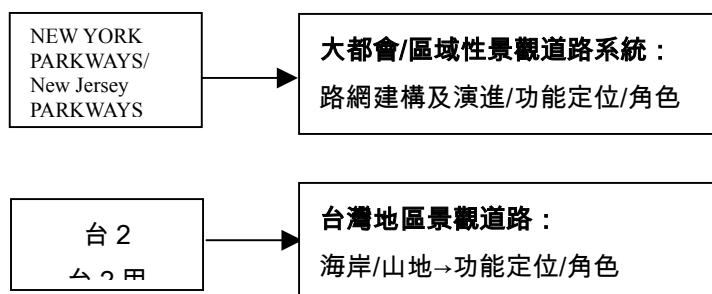 NEW YORK
PARKWAYS/
New Jersey
PARKWAYS
大都會/區域性景觀道路系統：
路網建構及演進/功能定位/角色
台 2
台灣地區景觀道路：
海岸/山地→功能定位/角色